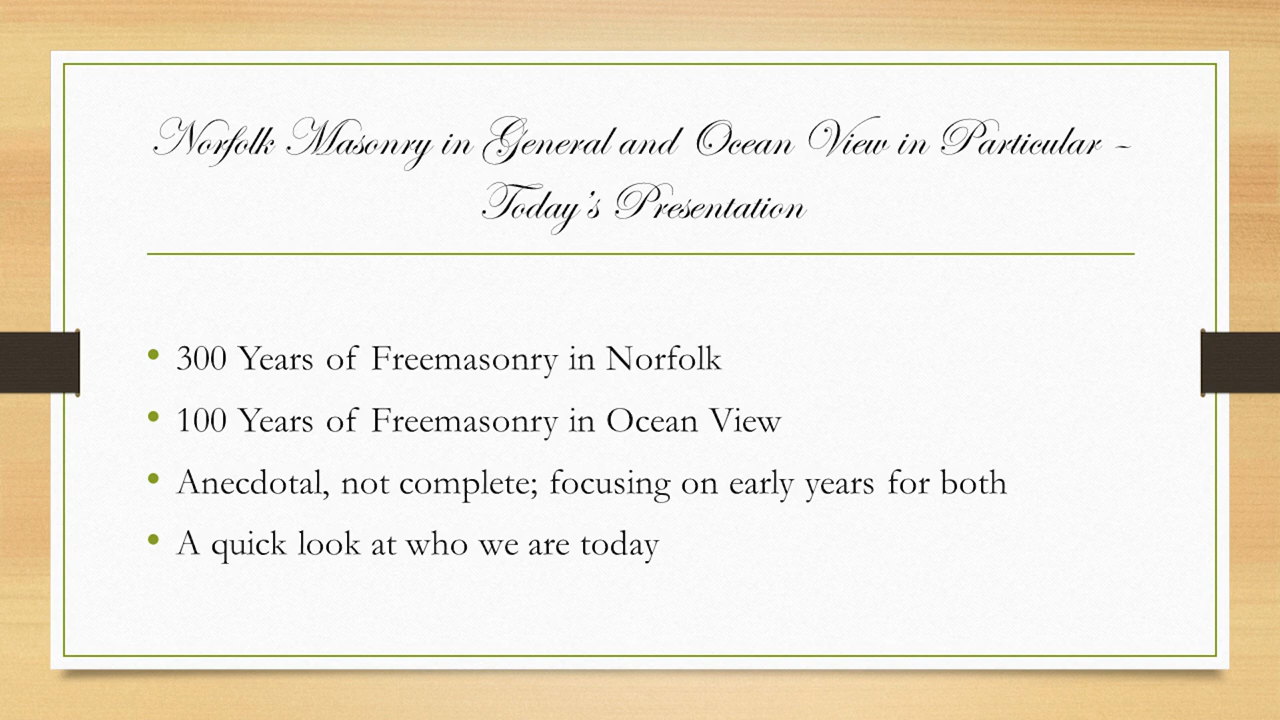 Norfolk Masonry in General and Ocean View in Particular –
Today’s Presentation
• 300 Years of Freemasonry in Norfolk
• 100 Years of Freemasonry in Ocean View
• Anecdotal, not complete; focusing on early years for both
• A quick look at who we are today